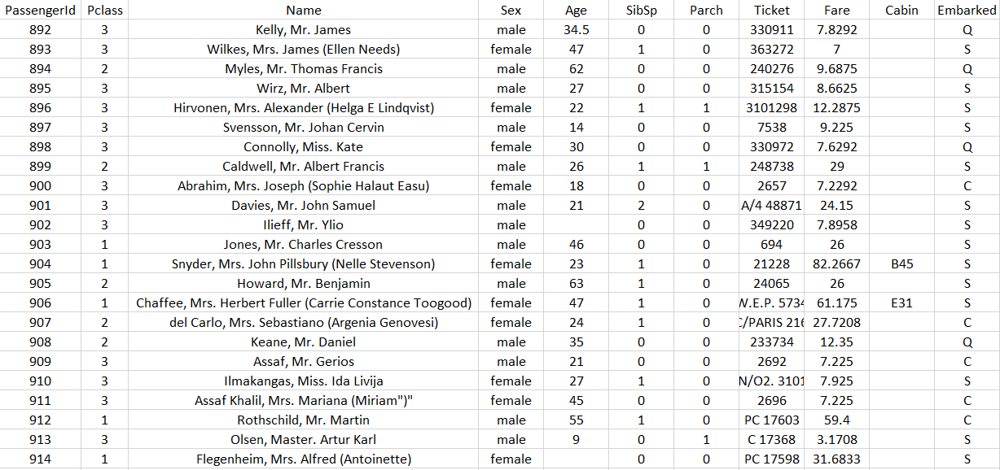 PassengerId Pclass Name Sex Age SibSp Parch Ticket Fare Cabin Embarked
892 3 Kelly, Mr. James male 34.5 0 0 330911 7.8292 Q
893 3 Wilkes, Mrs. James (Ellen Needs) female 47 1 0 363272 7 S
894 2 Myles, Mr. Thomas Francis male 62 0 0 240276 9.6875 Q
895 3 Wirz, Mr. Albert male 27 0 0 315154 8.6625 S
896 3 Hirvonen, Mrs. Alexander (Helga E Lindqvist) female 22 1 1 3101298 12.2875 S
897 3 Svensson, Mr. Johan Cervin male 14 0 0 7538 9.225 S
898 3 Connolly, Miss. Kate female 30 0 0 330972 7.6292 Q
899 2 Caldwell, Mr. Albert Francis male 26 1 1 248738 29 S
900 3 Abrahim, Mrs. Joseph (Sophie Halaut Easu) female 18 0 0 2657 7.2292 C
901 3 Davies, Mr. John Samuel male 21 2 0 A/4 48871 24.15 S
902 3 Ilieff, Mr. Ylio male 0 0 349220 7.8958 S
903 1 Jones, Mr. Charles Cresson male 46 0 0 694 26 S
904 1 Snyder, Mrs. John Pillsbury (Nelle Stevenson) female 23 1 0 21228 82.2667 B45 S
905 2 Howard, Mr. Benjamin male 63 1 0 24065 26 S
906 1 Chaffee, Mrs. Herbert Fuller (Carrie Constance Toogood) female 47 1 0 W.E.P. 5734 61.175 E31 S
907 2 del Carlo, Mrs. Sebastiano (Argenia Genovesi) female 24 1 0 C/PARIS 216 27.7208 C
908 2 Keane, Mr. Daniel male 35 0 0 233734 12.35 Q
909 3 Assaf, Mr. Gerios male 21 0 0 2692 7.225 C
910 3 Ilmakangas, Miss. Ida Livija female 27 1 0 N/O2. 3101 7.925 S
911 3 Assaf Khalil, Mrs. Mariana (Miriam")" female 45 0 0 2696 7.225 C
912 1 Rothschild, Mr. Martin male 55 1 0 PC 17603 59.4 C
913 3 Olsen, Master. Artur Karl male 9 0 1 C 17368 3.1708 S
914 1 Flegenheim, Mrs. Alfred (Antoinette) female 0 0 PC 17598 31.6833 S